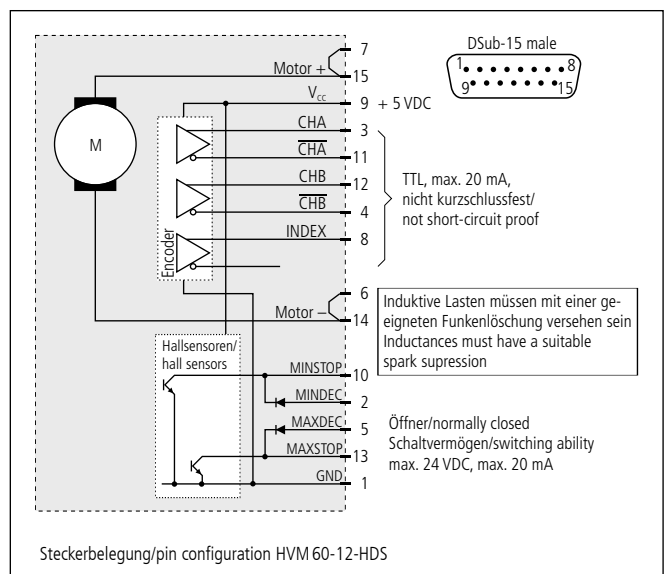 DSub-15 male
1
8
9
15
7
Motor +
15
Vcc
9
+ 5 VDC
CHA
3
CHA
11
CHB
12
CHB
4
INDEX
8
M
Encoder
TTL, max. 20 mA,
nicht kurzschlussfest/
not short-circuit proof
6
Motor –
14
Induktive Lasten müssen mit einer ge-
eigneten Funkenlöschung versehen sein
Inductances must have a suitable
spark supression
Hallsensoren/
hall sensors
MINSTOP
10
MINDEC
2
MAXDEC
5
MAXSTOP
13
GND
1
Öffner/normally closed
Schaltvermögen/switching ability
max. 24 VDC, max. 20 mA
Steckerbelegung/pin configuration HVM 60-12-HDS